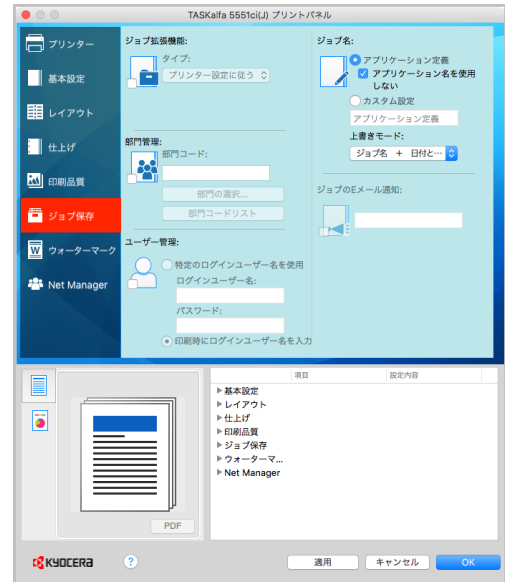 TASKalfa 5551ci(J) プリントパネル
プリンター
基本設定
レイアウト
仕上げ
印刷品質
ジョブ保存
ウォーターマーク
Net Manager
ジョブ拡張機能:
タイプ:
プリンター設定に従う
部門管理:
部門コード:
部門の選択...
部門コードリスト
ユーザー管理:
特定のログインユーザー名を使用
ログインユーザー名:
パスワード:
印刷時にログインユーザー名を入力
ジョブ名:
アプリケーション定義
アプリケーション名を使用
しない
カスタム設定
アプリケーション定義
上書きモード:
ジョブ名 + 日付と…
ジョブのEメール通知:
PDF
項目 設定内容
基本設定
レイアウト
仕上げ
印刷品質
ジョブ保存
ウォーターマ...
Net Manager
KYOCERA
?
適用 キャンセル OK